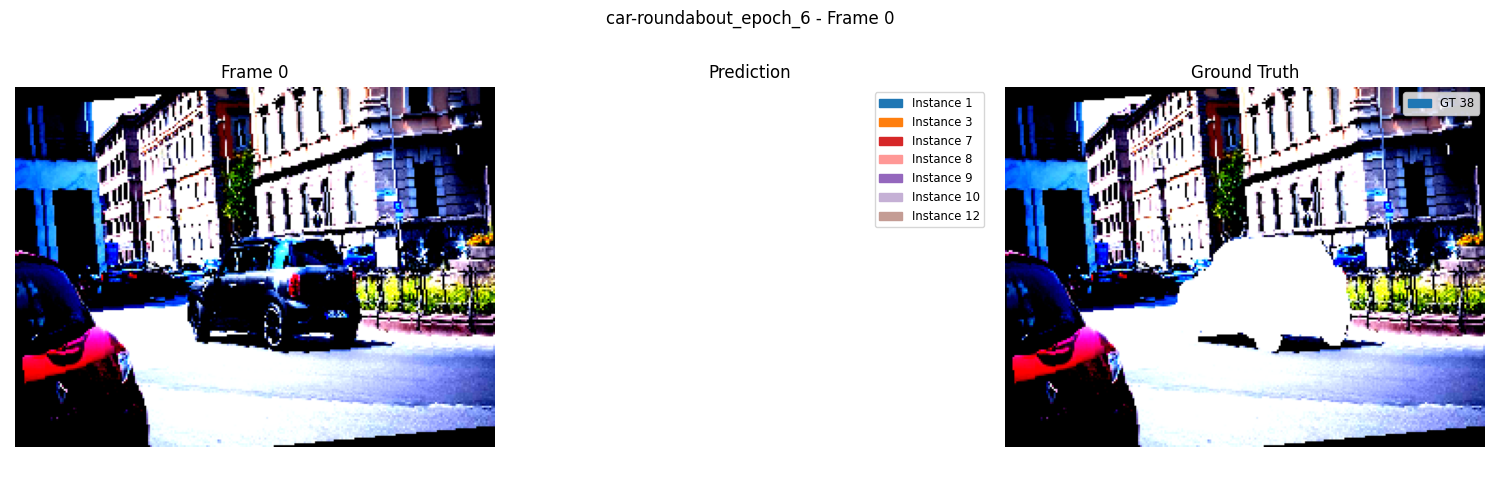 car-roundabout_epoch_6 - Frame 0
Frame 0
Prediction
Ground Truth
Instance 1
Instance 3
Instance 7
Instance 8
Instance 9
Instance 10
Instance 12
GT 38